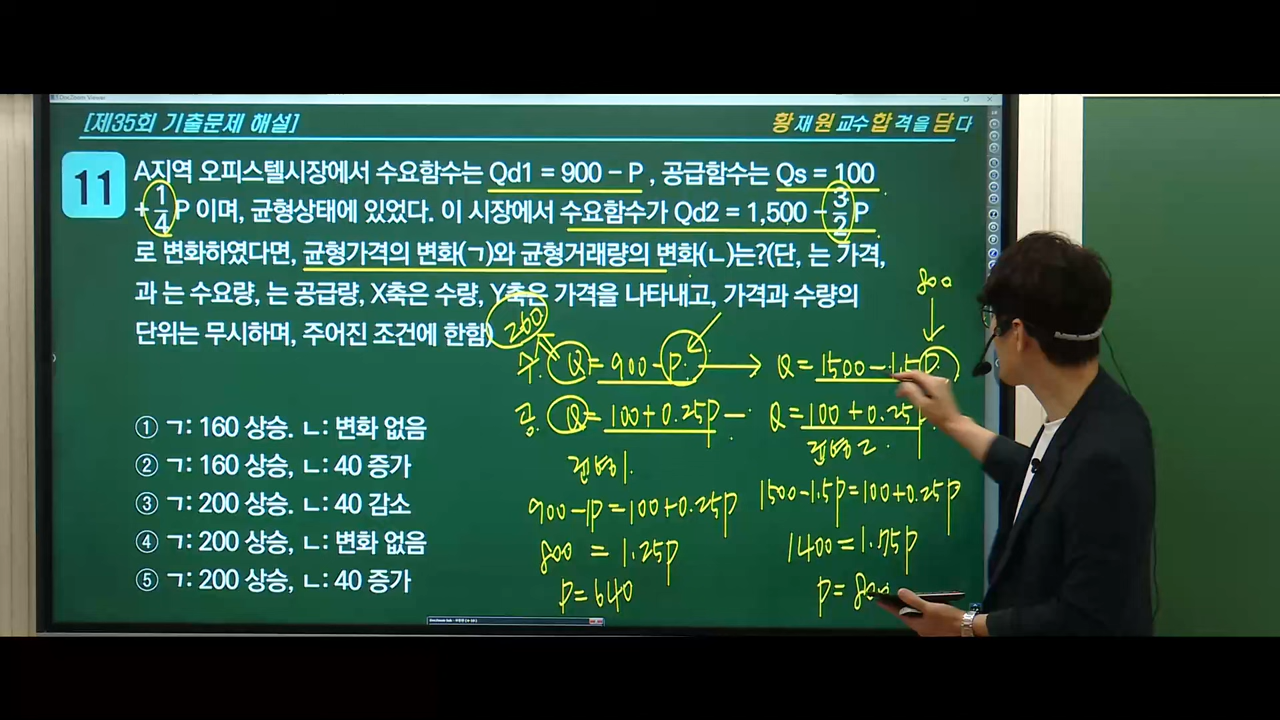 [제35회 기출문제 해설]
황재원교수합격을담다
11
A지역 오피스텔시장에서 수요함수는 Qd1 = 900 − P , 공급함수는 Qs = 100
+ 1/4 P 이며, 균형상태에 있었다. 이 시장에서 수요함수가 Qd2 = 1,500 − 3/2 P
로 변화하였다면, 균형가격의 변화(ㄱ)와 균형거래량의 변화(ㄴ)는?(단, 는 가격,
과 는 수요량, 는 공급량, X축은 수량, Y축은 가격을 나타내고, 가격과 수량의
단위는 무시하며, 주어진 조건에 한함)
① ㄱ: 160 상승. ㄴ: 변화 없음
② ㄱ: 160 상승, ㄴ: 40 증가
③ ㄱ: 200 상승, ㄴ: 40 감소
④ ㄱ: 200 상승, ㄴ: 변화 없음
⑤ ㄱ: 200 상승, ㄴ: 40 증가
260
800
수. Q = 900 − P. → Q = 1500 − 1.5P
공. Q = 100 + 0.25P − Q = 100 + 0.25P
900 − 1P = 100 + 0.25P
800 = 1.25P
P = 640
1500 − 1.5P = 100 + 0.25P
1400 = 1.75P
P = 800